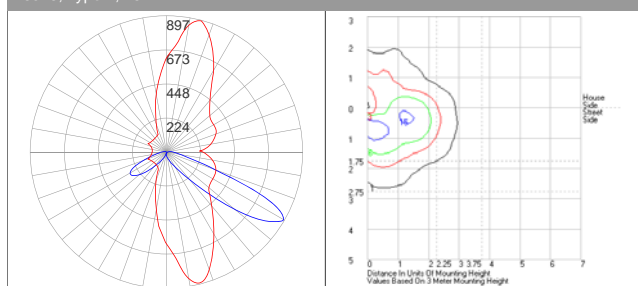 897
673
448
224
3
2
1
0
1
1.75
2
2.75
3
4
5
0 1 2 2.25 3 3.75 4 5 6 7
House
Side
Street
Side
Distance In Units Of Mounting Height
Values Based On 3 Meter Mounting Height